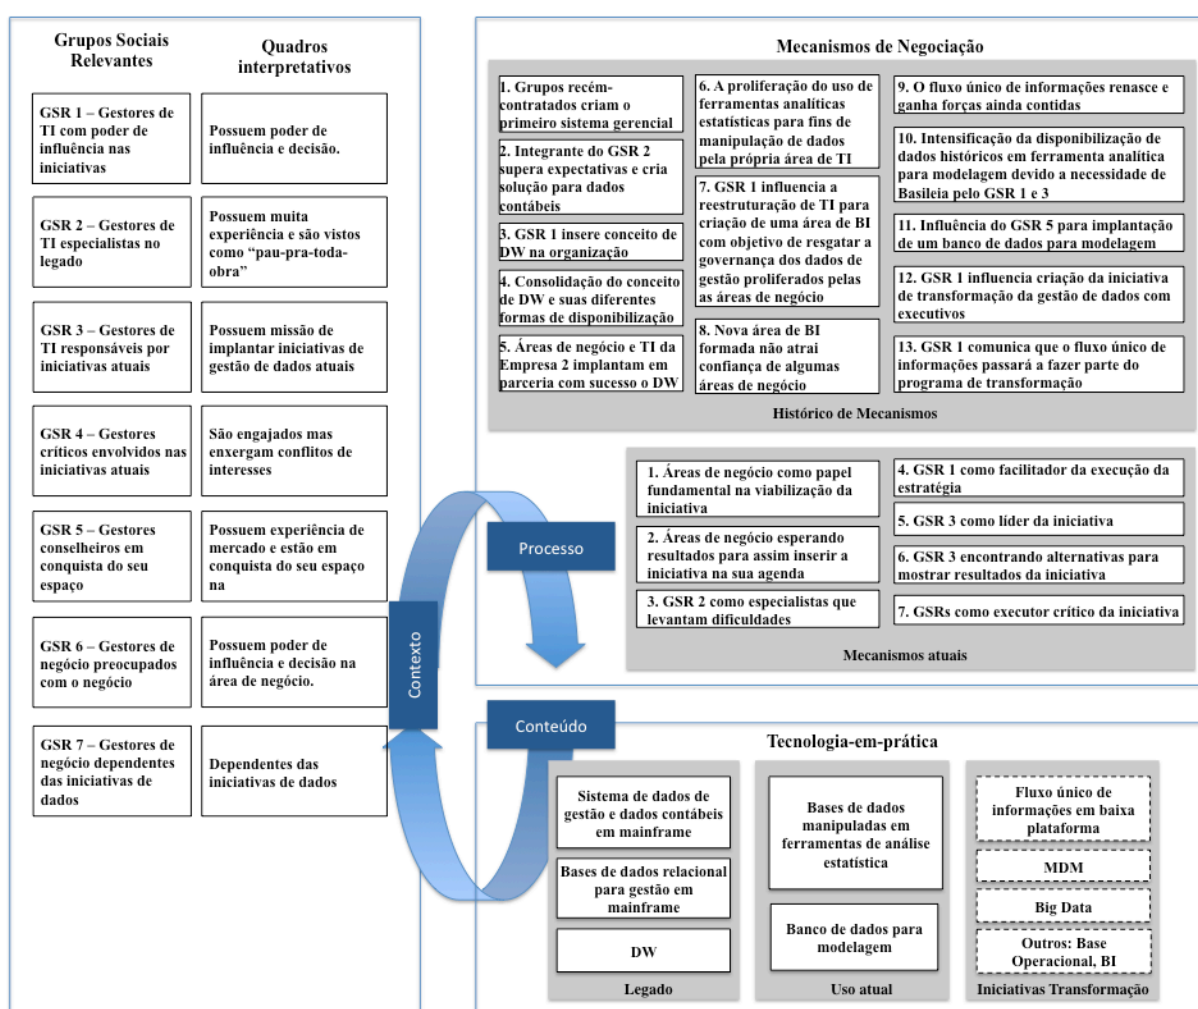 Grupos Sociais
Relevantes
Quadros
interpretativos
GSR 1 – Gestores de
TI com poder de
influência nas
iniciativas
Possuem poder de
influência e decisão.
GSR 2 – Gestores de
TI especialistas no
legado
Possuem muita
experiência e são vistos
como “pau-pra-toda-
obra”
GSR 3 – Gestores de
TI responsáveis por
iniciativas atuais
Possuem missão de
implantar iniciativas de
gestão de dados atuais
GSR 4 – Gestores
críticos envolvidos nas
iniciativas atuais
São engajados mas
enxergam conflitos de
interesses
GSR 5 – Gestores
conselheiros em
conquista do seu
espaço
Possuem experiência de
mercado e estão em
conquista do seu espaço
na
GSR 6 – Gestores de
negócio preocupados
com o negócio
Possuem poder de
influência e decisão na
área de negócio.
GSR 7 – Gestores de
negócio dependentes
das iniciativas de
dados
Dependentes das
iniciativas de dados
Contexto
Processo
Conteúdo
Mecanismos de Negociação
1. Grupos recém-
contratados criam o
primeiro sistema gerencial
2. Integrante do GSR 2
supera expectativas e cria
solução para dados
contábeis
3. GSR 1 insere conceito de
DW na organização
4. Consolidação do conceito
de DW e suas diferentes
formas de disponibilização
5. Áreas de negócio e TI da
Empresa 2 implantam em
parceria com sucesso o DW
6. A proliferação do uso de
ferramentas analíticas
estatísticas para fins de
manipulação de dados
pela própria área de TI
7. GSR 1 influencia a
reestruturação de TI para
criação de uma área de BI
com objetivo de resgatar a
governança dos dados de
gestão proliferados pelas
as áreas de negócio
8. Nova área de BI
formada não atrai
confiança de algumas
áreas de negócio
9. O fluxo único de informações renasce e
ganha forças ainda contidas
10. Intensificação da disponibilização de
dados históricos em ferramenta analítica
para modelagem devido a necessidade de
Basileia pelo GSR 1 e 3
11. Influência do GSR 5 para implantação
de um banco de dados para modelagem
12. GSR 1 influencia criação da iniciativa
de transformação da gestão de dados com
executivos
13. GSR 1 comunica que o fluxo único de
informações passará a fazer parte do
programa de transformação
Histórico de Mecanismos
1. Áreas de negócio como papel
fundamental na viabilização da
iniciativa
2. Áreas de negócio esperando
resultados para assim inserir a
iniciativa na sua agenda
3. GSR 2 como especialistas que
levantam dificuldades
4. GSR 1 como facilitador da execução da
estratégia
5. GSR 3 como líder da iniciativa
6. GSR 3 encontrando alternativas para
mostrar resultados da iniciativa
7. GSRs como executor crítico da iniciativa
Mecanismos atuais
Tecnologia-em-prática
Sistema de dados de
gestão e dados contábeis
em mainframe
Bases de dados relacional
para gestão em
mainframe
DW
Legado
Bases de dados
manipuladas em
ferramentas de análise
estatística
Banco de dados para
modelagem
Uso atual
Fluxo único de
informações em baixa
plataforma
MDM
Big Data
Outros: Base
Operacional, BI
Iniciativas Transformação